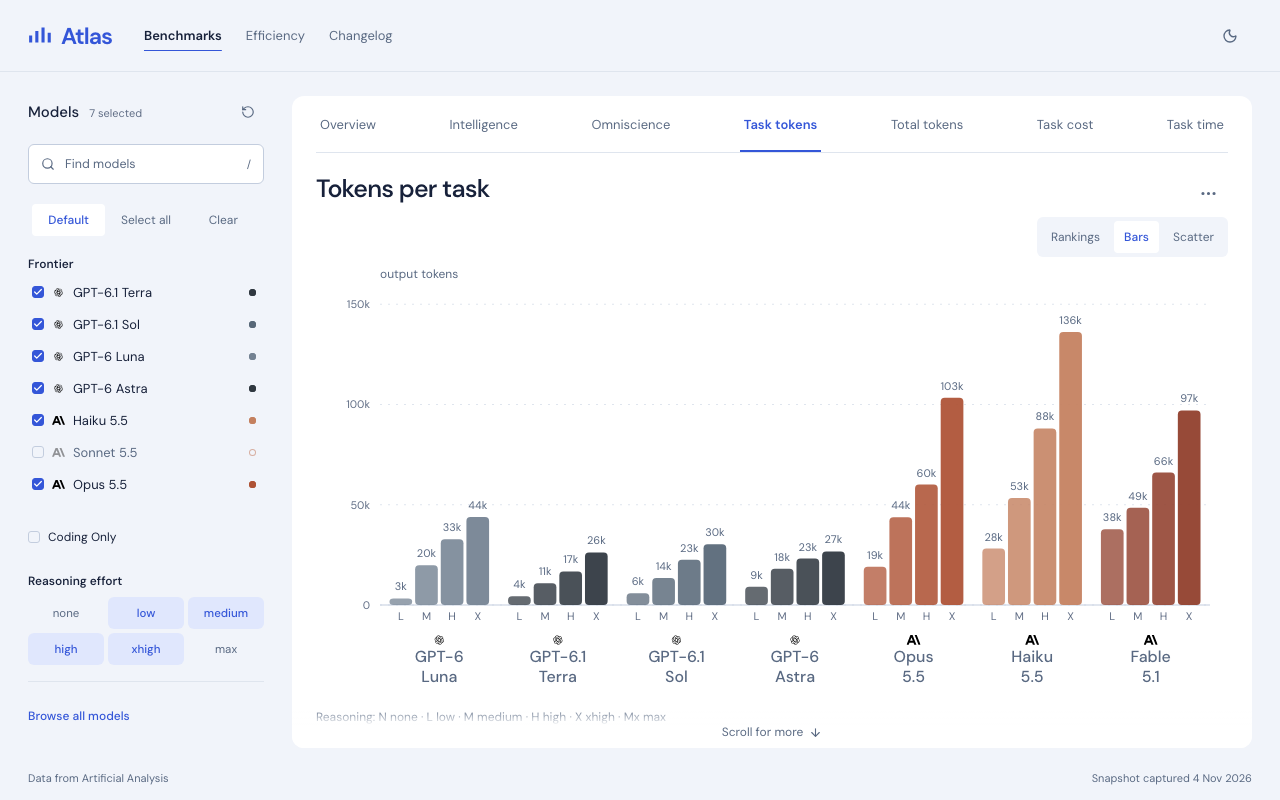 Atlas
Benchmarks
Efficiency
Changelog
Models 7 selected
Find models /
Default Select all Clear
Frontier
GPT-6.1 Terra
GPT-6.1 Sol
GPT-6 Luna
GPT-6 Astra
Haiku 5.5
Sonnet 5.5
Opus 5.5
Coding Only
Reasoning effort
none low medium
high xhigh max
Browse all models
Overview Intelligence Omniscience Task tokens Total tokens Task cost Task time
Tokens per task
Rankings Bars Scatter
output tokens
150k
100k
50k
0
3k 20k 33k 44k
4k 11k 17k 26k
6k 14k 23k 30k
9k 18k 23k 27k
19k 44k 60k 103k
28k 53k 88k 136k
38k 49k 66k 97k
L M H X L M H X L M H X L M H X L M H X L M H X L M H X
GPT-6 Luna
GPT-6.1 Terra
GPT-6.1 Sol
GPT-6 Astra
Opus 5.5
Haiku 5.5
Fable 5.1
Reasoning: N none · L low · M medium · H high · X xhigh · Mx max
Scroll for more ↓
Data from Artificial Analysis
Snapshot captured 4 Nov 2026